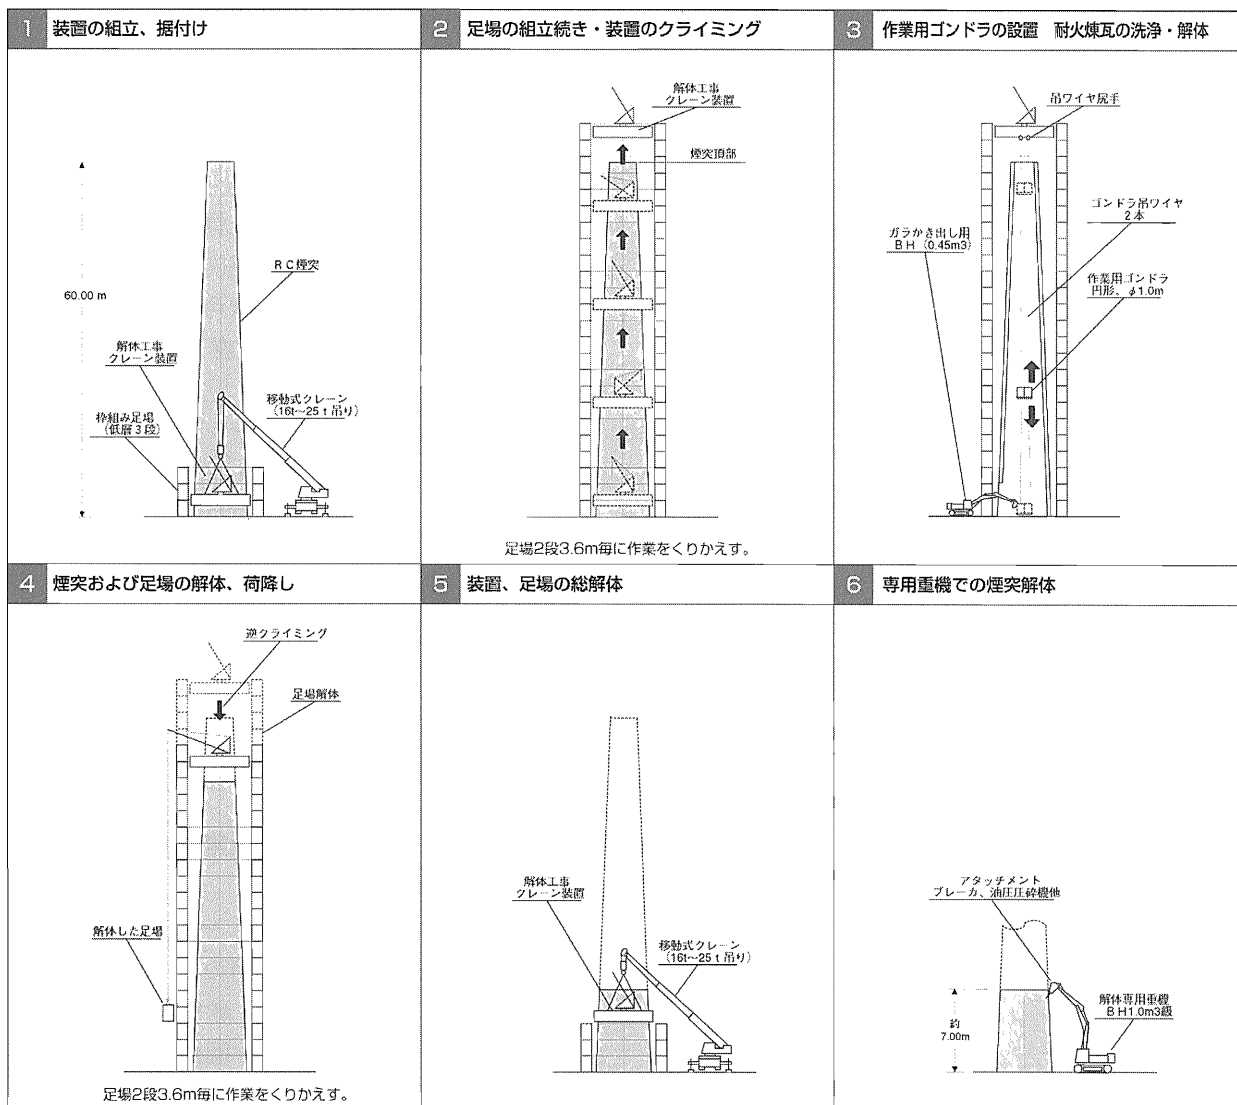 1 装置の組立、据付け
60.00 m
RC煙突
解体工事
クレーン装置
枠組み足場
(低層3段)
移動式クレーン
(16t～25t吊り)
2 足場の組立続き・装置のクライミング
解体工事
クレーン装置
煙突頂部
足場2段3.6m毎に作業をくりかえす。
3 作業用ゴンドラの設置 耐火煉瓦の洗浄・解体
吊ワイヤ尻手
ゴンドラ吊ワイヤ
2本
ガラかき出し用
BH (0.45m3)
作業用ゴンドラ
円形、φ1.0m
4 煙突および足場の解体、荷降し
逆クライミング
足場解体
解体した足場
足場2段3.6m毎に作業をくりかえす。
5 装置、足場の総解体
解体工事
クレーン装置
移動式クレーン
(16t～25t吊り)
6 専用重機での煙突解体
アタッチメント
ブレーカ、油圧圧砕機他
約
7.00m
解体専用重機
BH1.0m3級